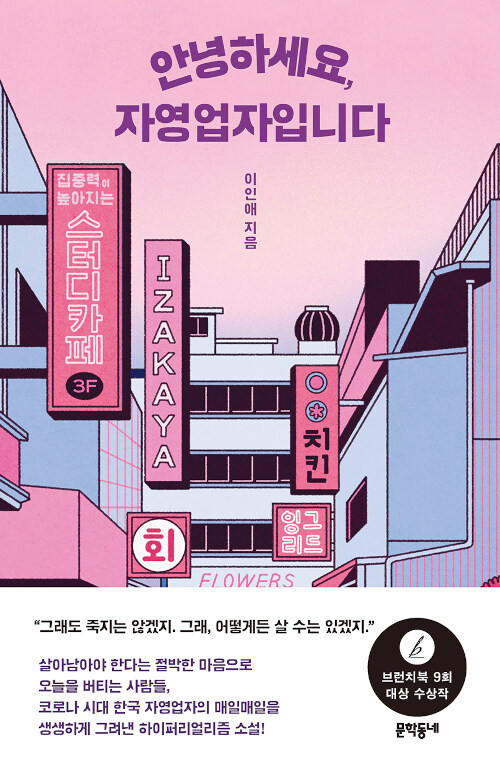 안녕하세요,
자영업자입니다
이인애 지음
집중력이
높아지는
스터디카페
3F
IZAKAYA
치킨
회
잉그
리드
FLOWERS
“그래도 죽지는 않겠지. 그래, 어떻게든 살 수는 있겠지.”
살아남아야 한다는 절박한 마음으로
오늘을 버티는 사람들,
코로나 시대 한국 자영업자의 매일매일을
생생하게 그려낸 하이퍼리얼리즘 소설!
b
브런치북 9회
대상 수상작
문학동네